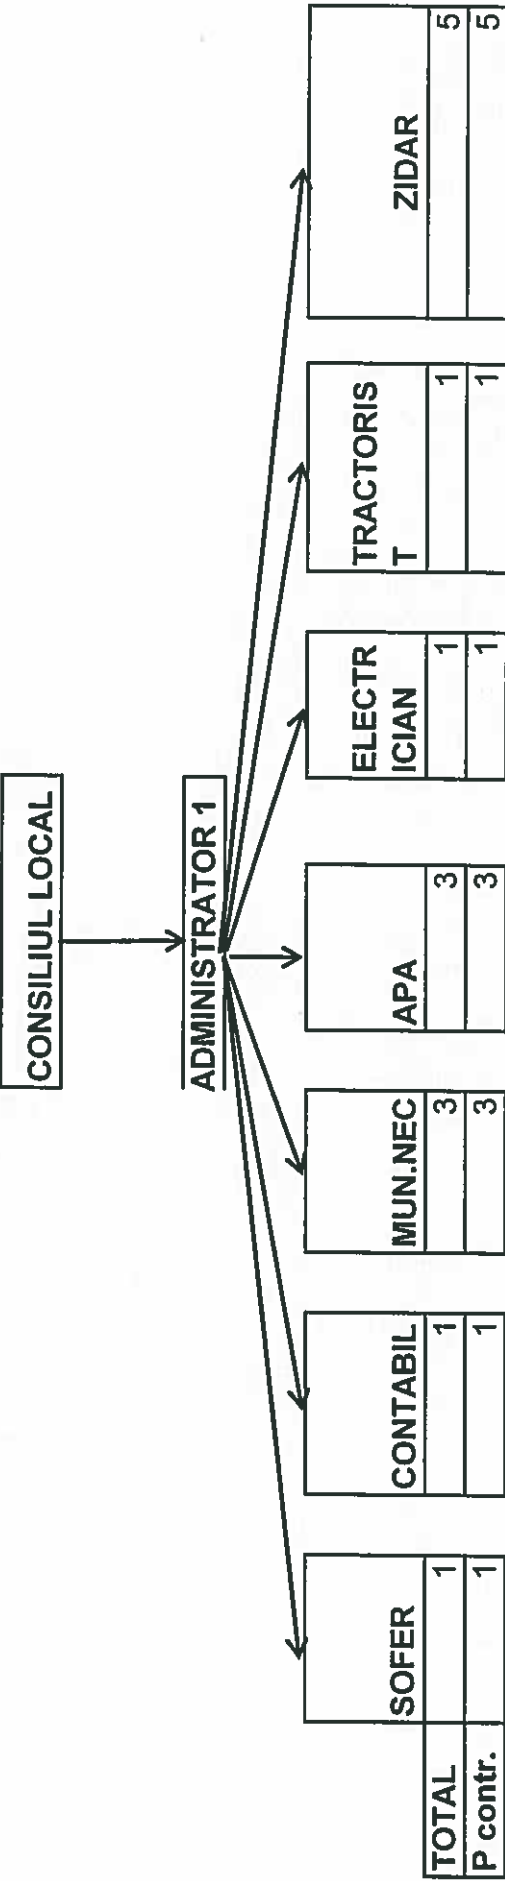 CONSILIUL LOCAL
ADMINISTRATOR 1
SOFER
CONTABIL
MUN.NEC
APA
ELECTR
ICIAN
TRACTORIS
T
ZIDAR
TOTAL 1 1 3 3 1 1 5
P contr. 1 1 3 3 1 1 5